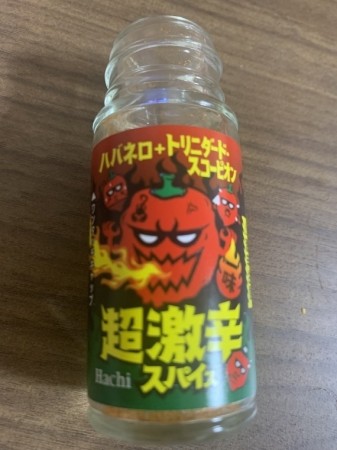 ハバネロ+トリニダード・
スコーピオン
味
超激辛
スパイス
Hachi